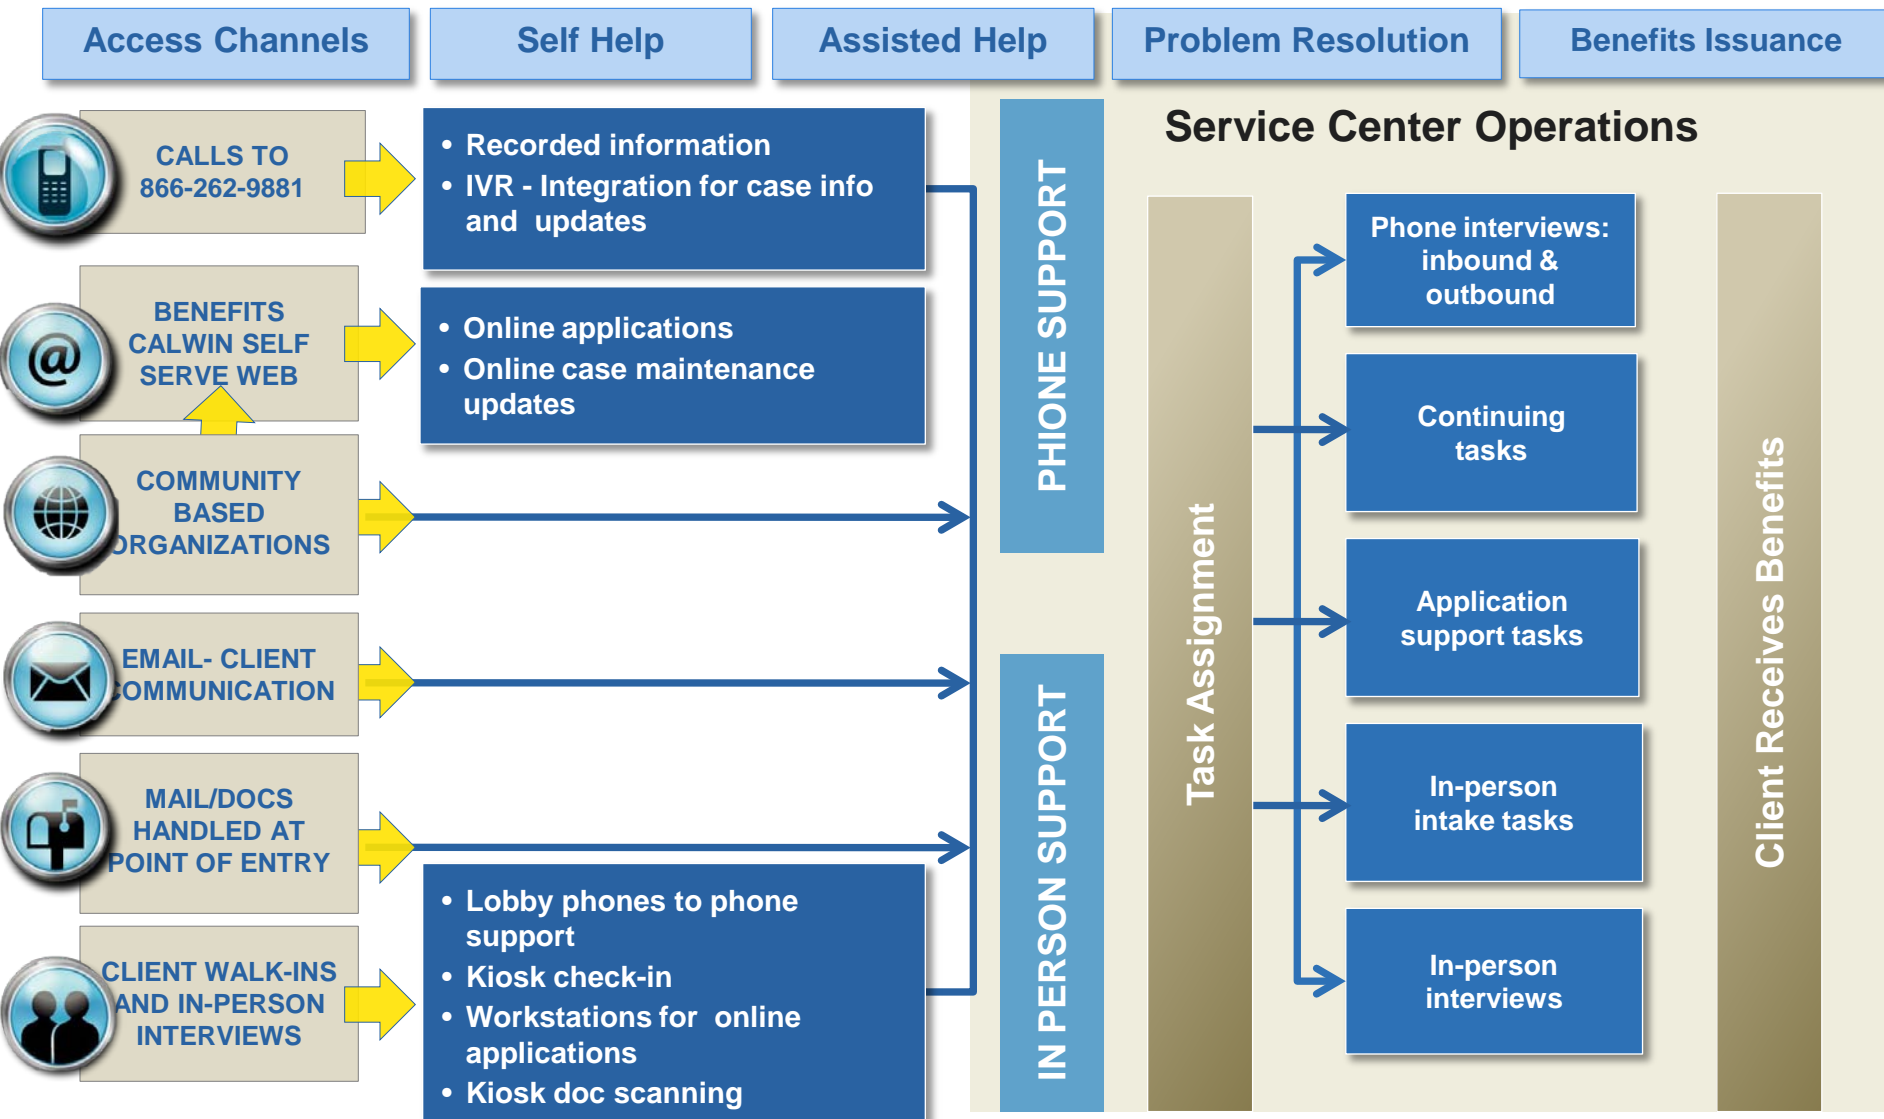 Access Channels
Self Help
Assisted Help
Problem Resolution
Benefits Issuance
CALLS TO
866-262-9881
• Recorded information
• IVR - Integration for case info
and updates
BENEFITS
CALWIN SELF
SERVE WEB
• Online applications
• Online case maintenance
updates
COMMUNITY
BASED
ORGANIZATIONS
EMAIL- CLIENT
COMMUNICATION
MAIL/DOCS
HANDLED AT
POINT OF ENTRY
CLIENT WALK-INS
AND IN-PERSON
INTERVIEWS
• Lobby phones to phone
support
• Kiosk check-in
• Workstations for online
applications
• Kiosk doc scanning
PHIONE SUPPORT
IN PERSON SUPPORT
Service Center Operations
Task Assignment
Phone interviews:
inbound &
outbound
Continuing
tasks
Application
support tasks
In-person
intake tasks
In-person
interviews
Client Receives Benefits